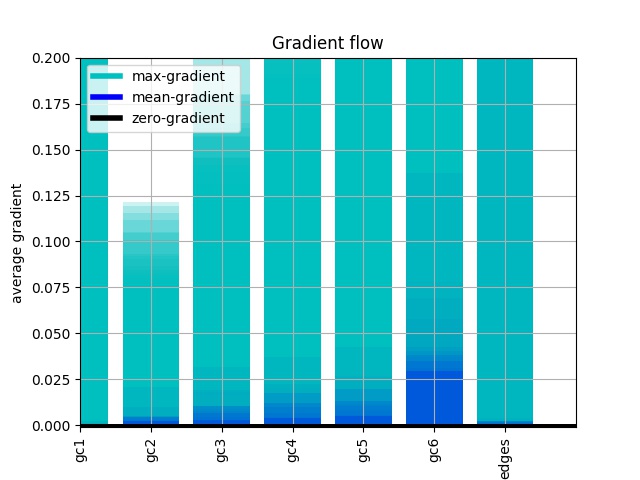 Gradient flow
max-gradient
mean-gradient
zero-gradient
average gradient
0.200
0.175
0.150
0.125
0.100
0.075
0.050
0.025
0.000
gc1
gc2
gc3
gc4
gc5
gc6
edges